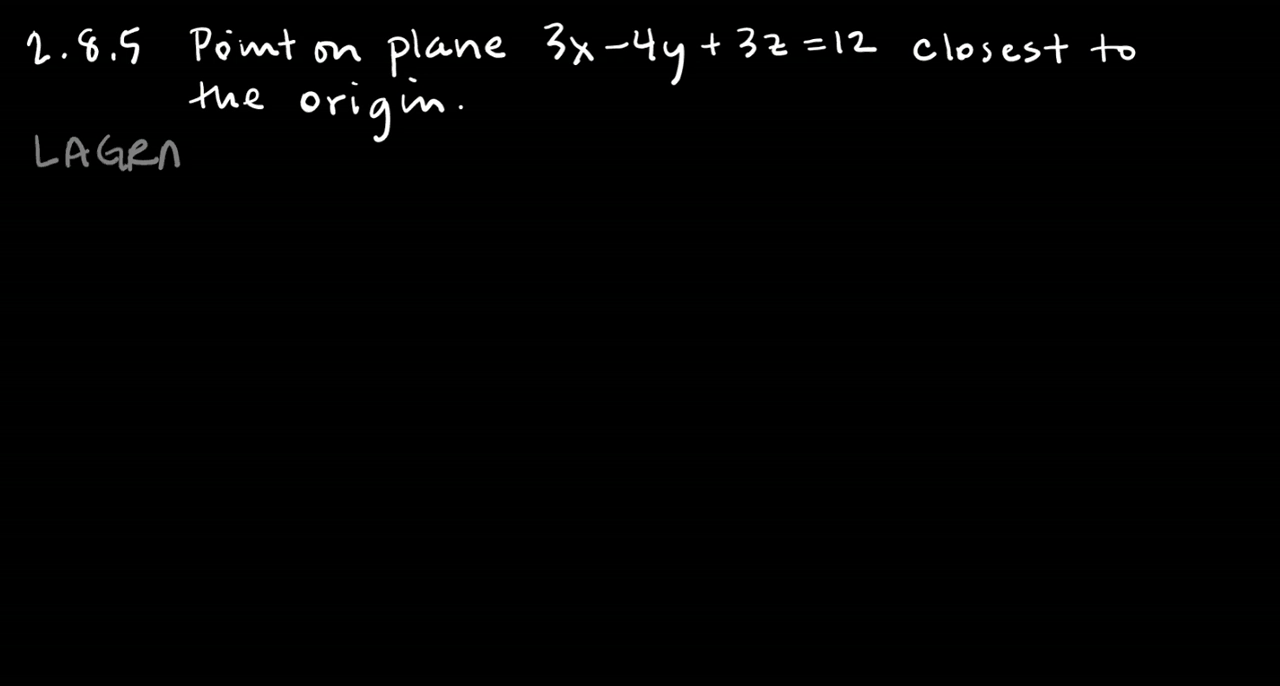 2.8.5 Point on plane 3x-4y+3z=12 closest to
the origin.
LAGRA